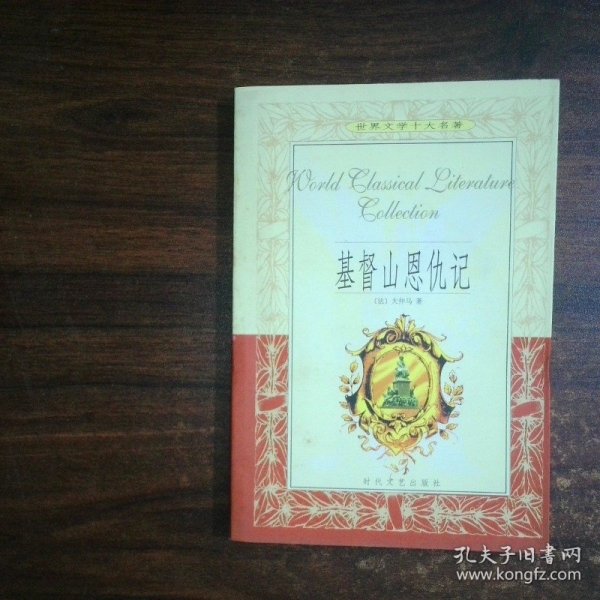 世界文学十大名著
World Classical Literature
Collection
基督山恩仇记
〔法〕大仲马 著
时代文艺出版社
孔夫子旧书网
www.kongfz.com